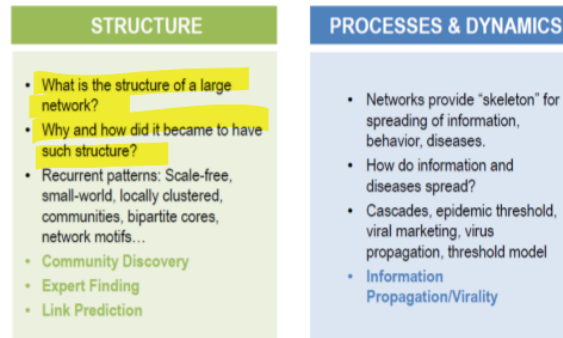 STRUCTURE
• What is the structure of a large
network?
• Why and how did it became to have
such structure?
• Recurrent patterns: Scale-free,
small-world, locally clustered,
communities, bipartite cores,
network motifs…
• Community Discovery
• Expert Finding
• Link Prediction
PROCESSES & DYNAMICS
• Networks provide “skeleton” for
spreading of information,
behavior, diseases.
• How do information and
diseases spread?
• Cascades, epidemic threshold,
viral marketing, virus
propagation, threshold model
• Information
Propagation/Virality